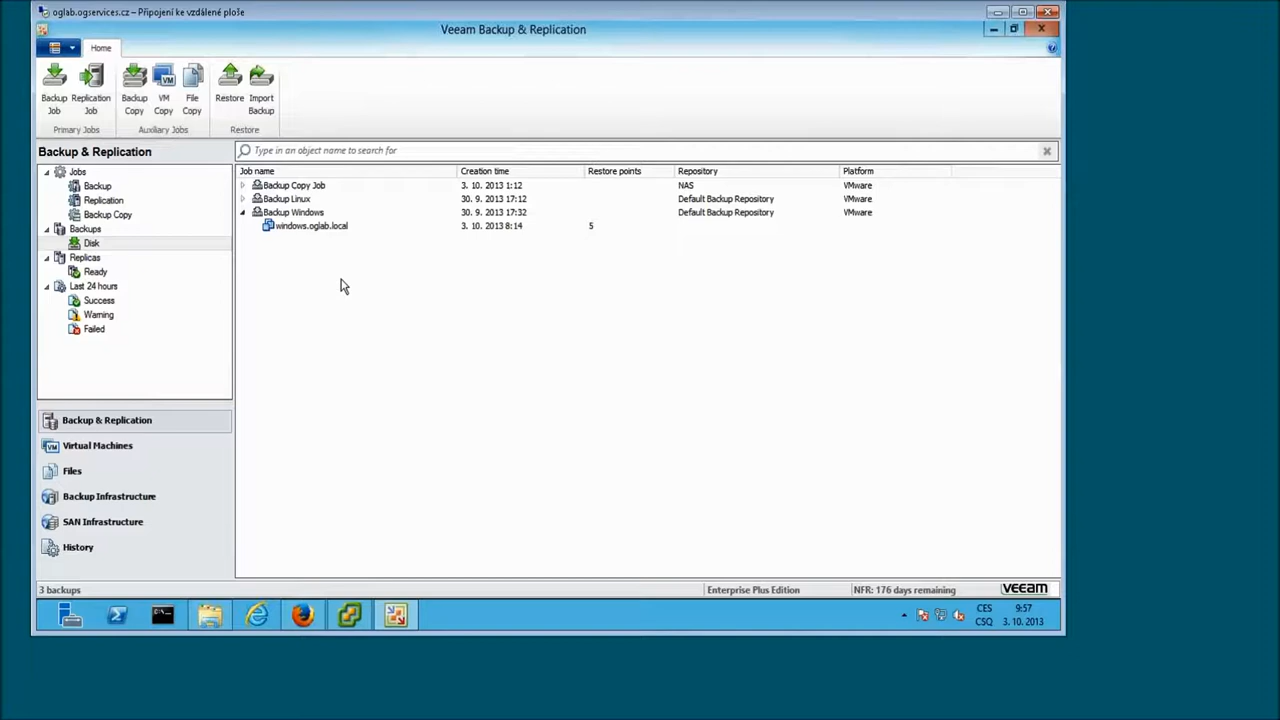 oglab.ogservices.cz – Připojení ke vzdálené ploše
Veeam Backup & Replication
Home
Backup Job
Replication Job
Backup Copy
VM Copy
File Copy
Restore
Import Backup
Primary Jobs
Auxiliary Jobs
Restore
Backup & Replication
Jobs
Backup
Replication
Backup Copy
Backups
Disk
Replicas
Ready
Last 24 hours
Success
Warning
Failed
Backup & Replication
Virtual Machines
Files
Backup Infrastructure
SAN Infrastructure
History
Type in an object name to search for
Job name Creation time Restore points Repository Platform
Backup Copy Job 3. 10. 2013 1:12 NAS VMware
Backup Linux 30. 9. 2013 17:12 Default Backup Repository VMware
Backup Windows 30. 9. 2013 17:32 Default Backup Repository VMware
windows.oglab.local 3. 10. 2013 8:14 5
3 backups Enterprise Plus Edition NFR: 176 days remaining veeam
CES 9:57
CSQ 3. 10. 2013